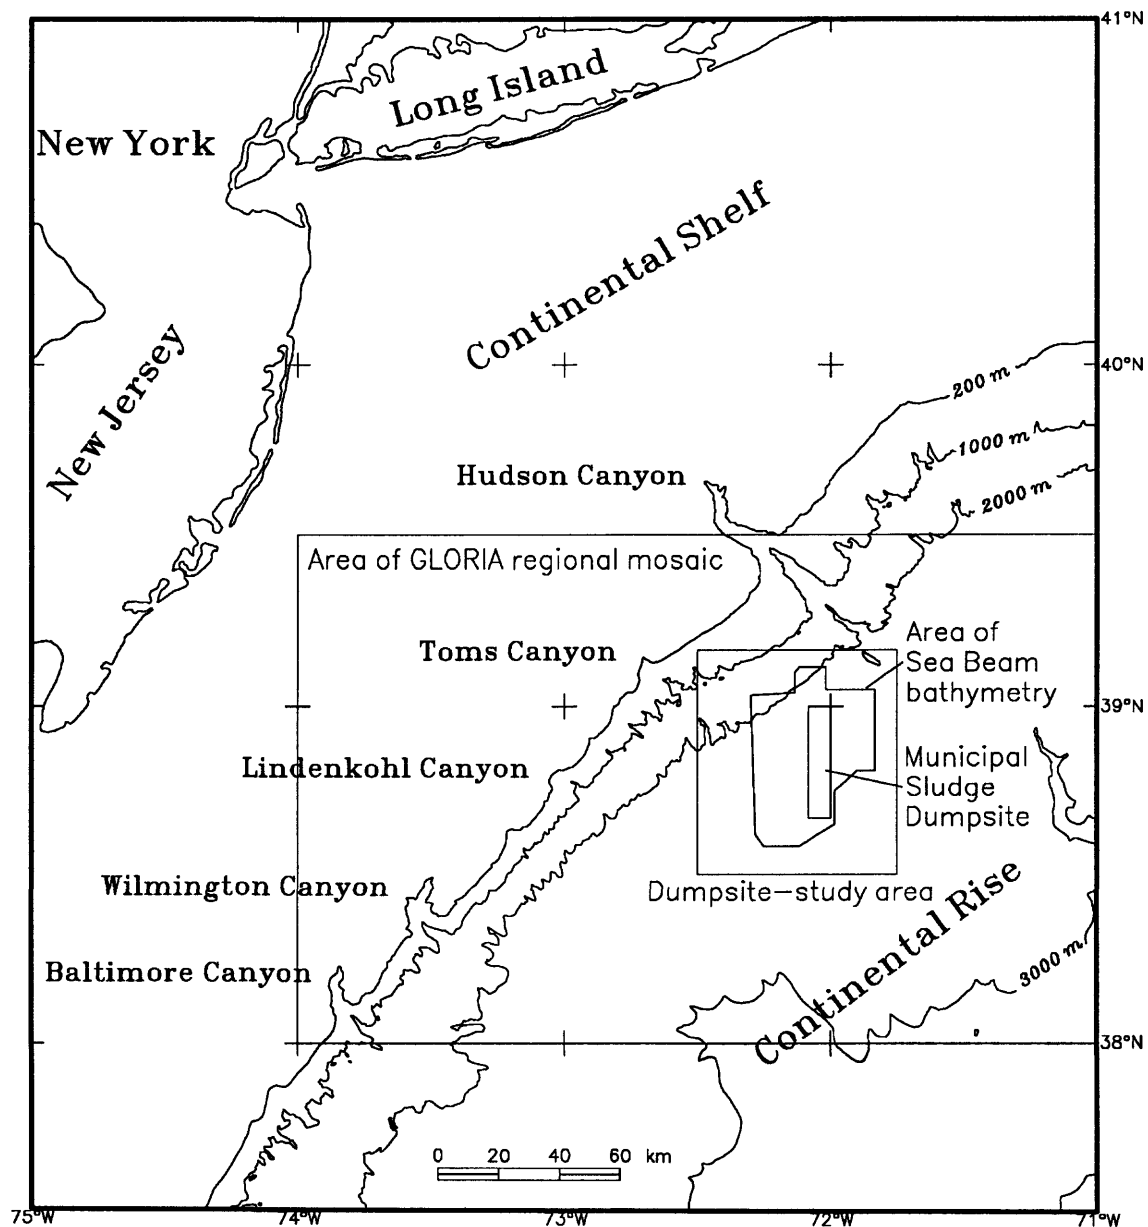 41°N
Long Island
New York
Continental Shelf
40°N
200 m
New Jersey
1000 m
Hudson Canyon
2000 m
Area of GLORIA regional mosaic
Toms Canyon
Area of
Sea Beam
bathymetry
39°N
Lindenkohl Canyon
Municipal
Sludge
Dumpsite
Wilmington Canyon
Dumpsite-study area
Continental Rise
Baltimore Canyon
3000 m
38°N
0 20 40 60 km
75°W 74°W 73°W 72°W 71°W